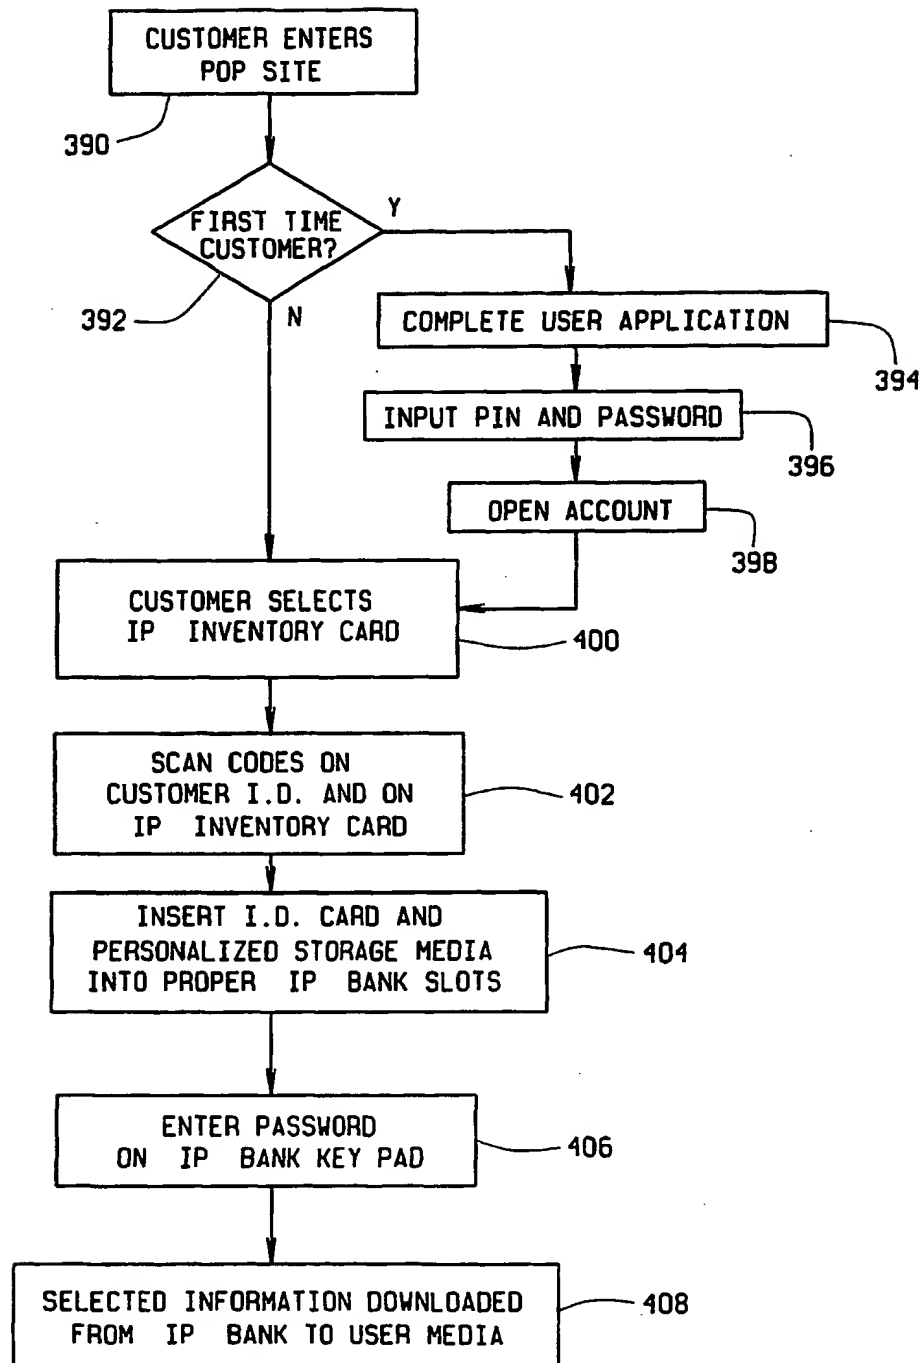 CUSTOMER ENTERS
POP SITE
390
FIRST TIME
CUSTOMER?
Y
392
N
COMPLETE USER APPLICATION
394
INPUT PIN AND PASSWORD
396
OPEN ACCOUNT
398
CUSTOMER SELECTS
IP INVENTORY CARD
400
SCAN CODES ON
CUSTOMER I.D. AND ON
IP INVENTORY CARD
402
INSERT I.D. CARD AND
PERSONALIZED STORAGE MEDIA
INTO PROPER IP BANK SLOTS
404
ENTER PASSWORD
ON IP BANK KEY PAD
406
SELECTED INFORMATION DOWNLOADED
FROM IP BANK TO USER MEDIA
408